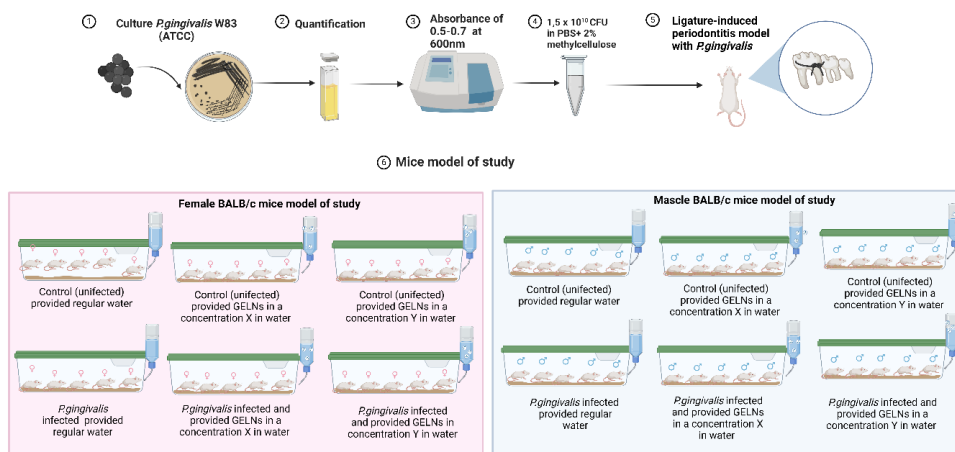 1
Culture P.gingivalis W83
(ATCC)
2
Quantification
3
Absorbance of
0.5-0.7 at
600nm
4
1,5 x 10¹⁰ CFU
in PBS+ 2%
methylcellulose
5
Ligature-induced
periodontitis model
with P.gingivalis
6 Mice model of study
Female BALB/c mice model of study
Control (unifected)
provided regular water
Control (unifected)
provided GELNs in a
concentration X in water
Control (unifected)
provided GELNs in a
concentration Y in water
P.gingivalis
infected provided
regular water
P.gingivalis infected and
provided GELNs in a
concentration X in water
P.gingivalis infected
and provided GELNs in
concentration Y in water
Mascle BALB/c mice model of study
Control (unifected)
provided regular water
Control (unifected)
provided GELNs in a
concentration X in water
Control (unifected)
provided GELNs in a
concentration Y in water
P.gingivalis infected
provided regular
water
P.gingivalis infected
and provided GELNs
in a concentration X
in water
P.gingivalis infected and
provided GELNs in a
concentration Y in water